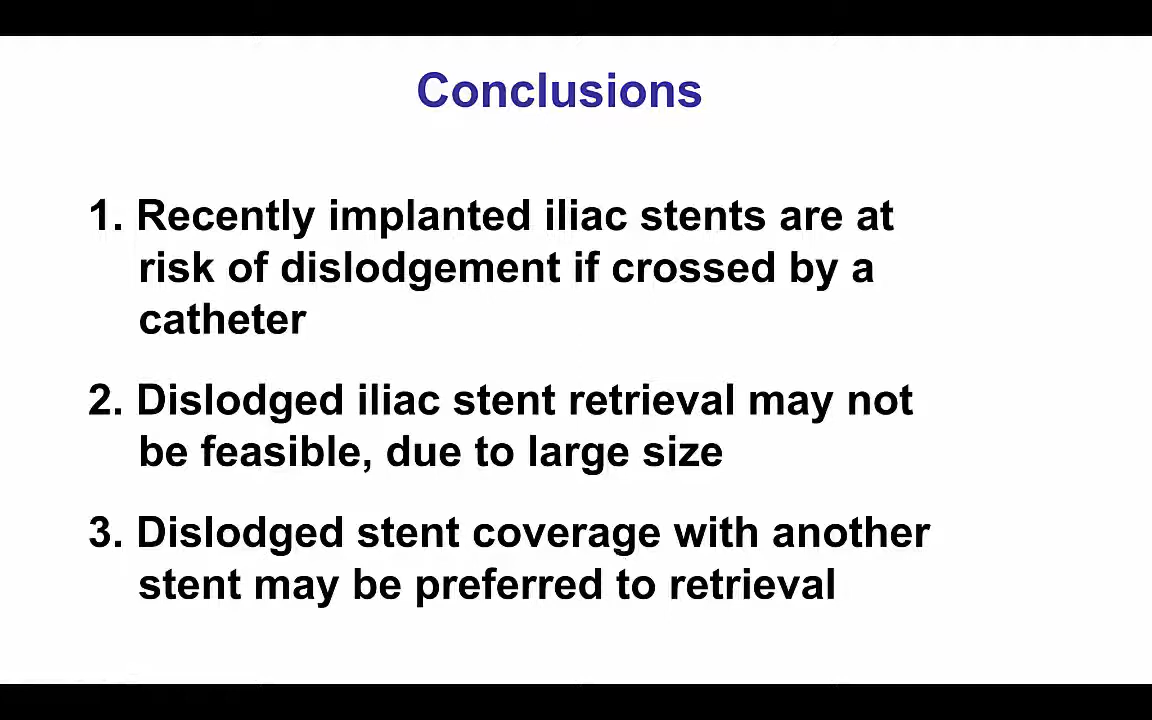 Conclusions
1. Recently implanted iliac stents are at
risk of dislodgement if crossed by a
catheter
2. Dislodged iliac stent retrieval may not
be feasible, due to large size
3. Dislodged stent coverage with another
stent may be preferred to retrieval